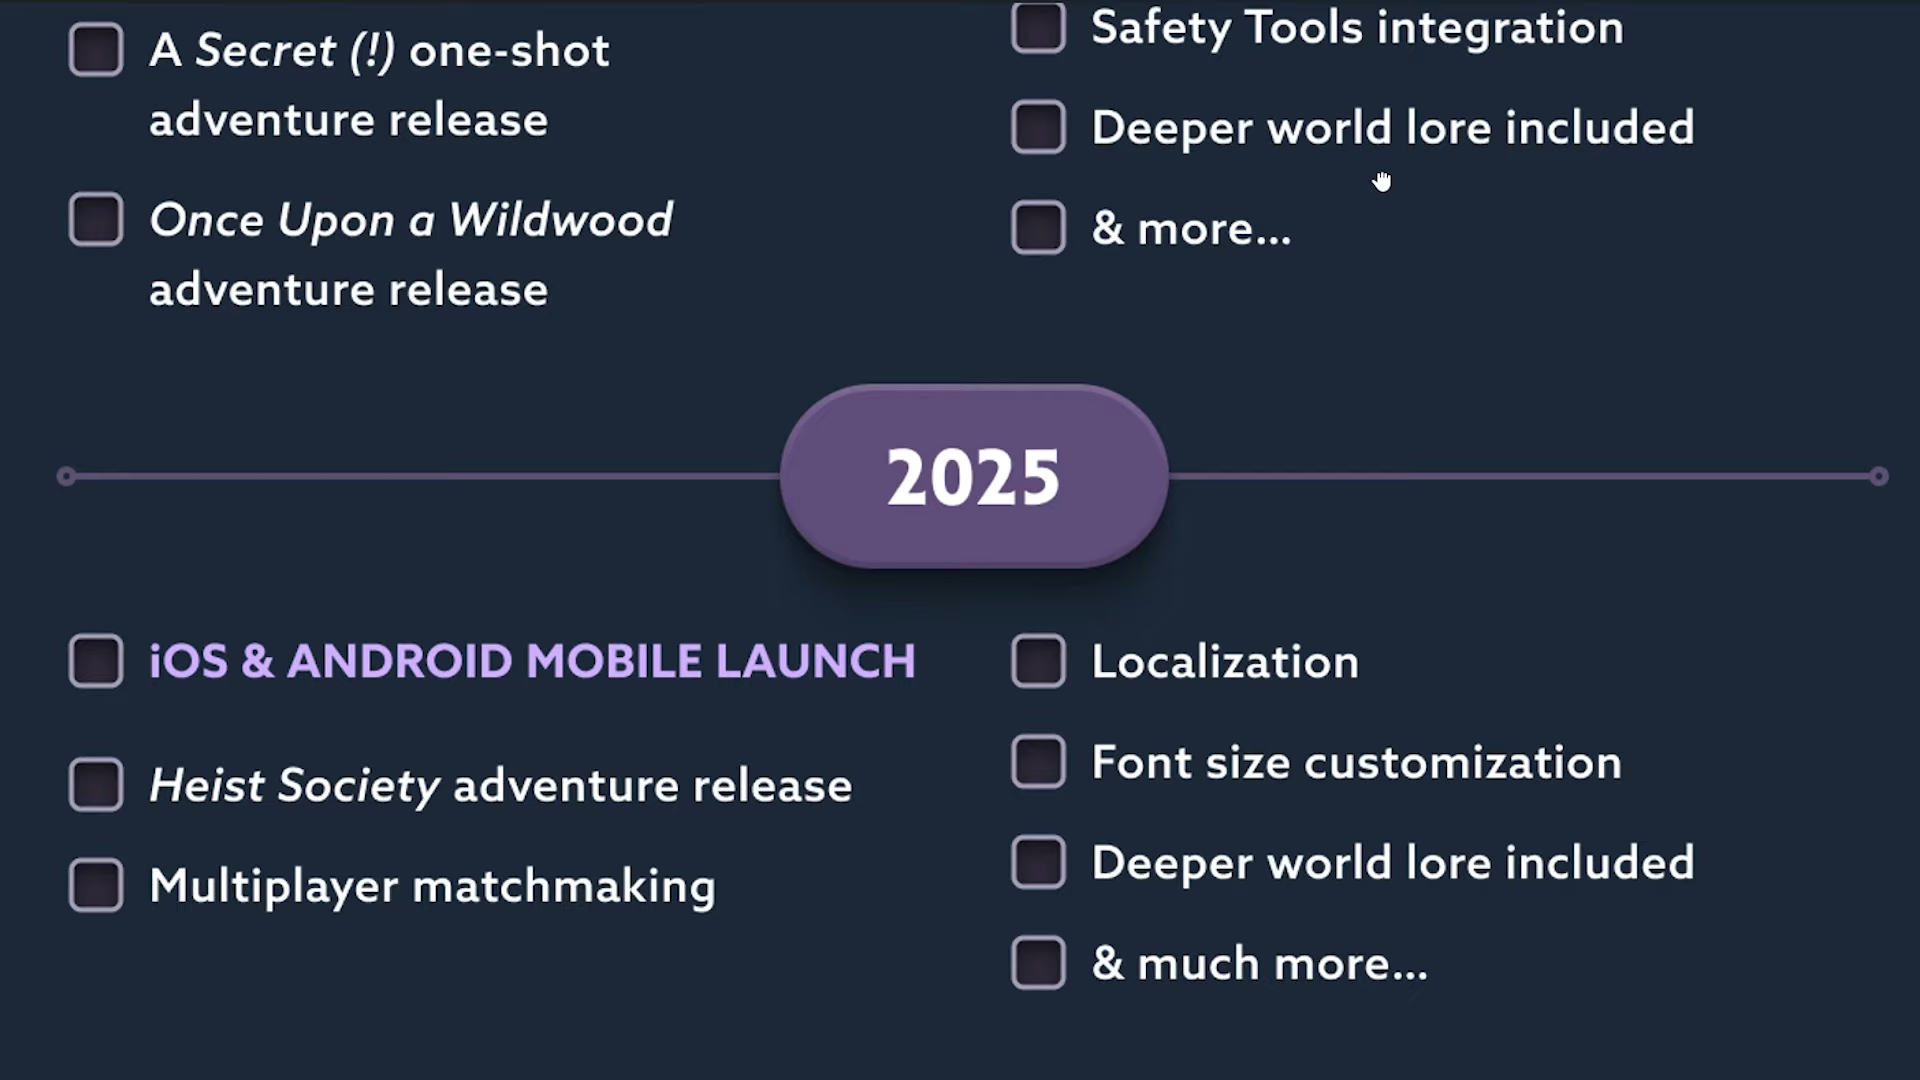 A Secret (!) one-shot
adventure release
Once Upon a Wildwood
adventure release
Safety Tools integration
Deeper world lore included
& more...
2025
iOS & ANDROID MOBILE LAUNCH
Heist Society adventure release
Multiplayer matchmaking
Localization
Font size customization
Deeper world lore included
& much more...